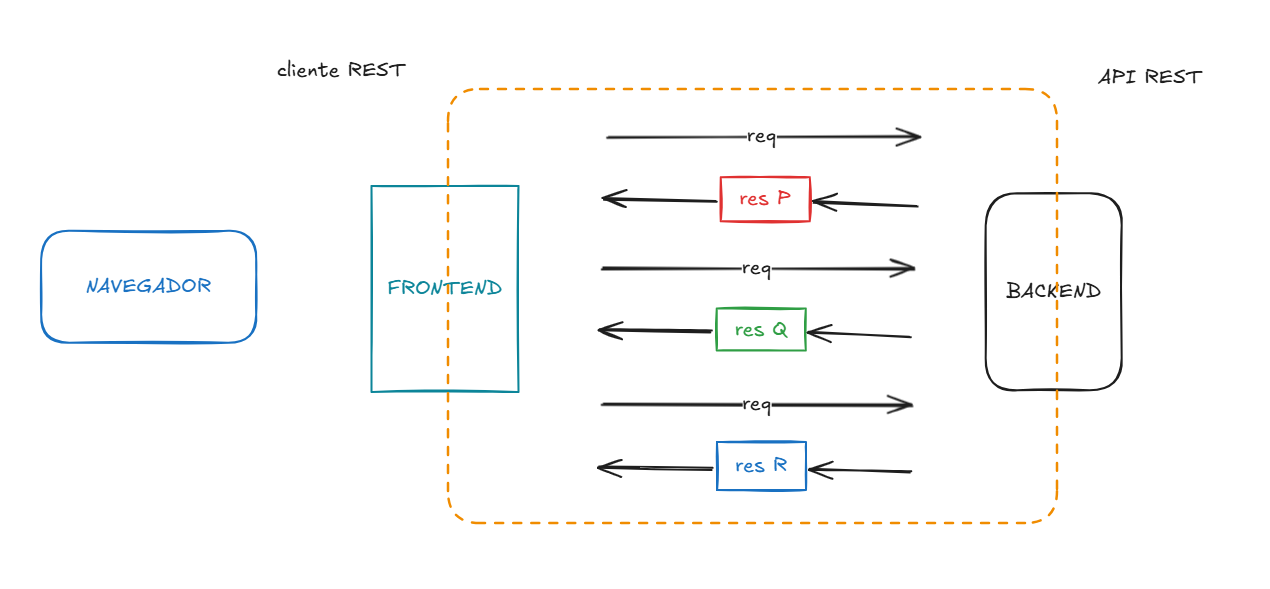 cliente REST
API REST
req
res P
NAVEGADOR
FRONTEND
req
BACKEND
res Q
req
res R